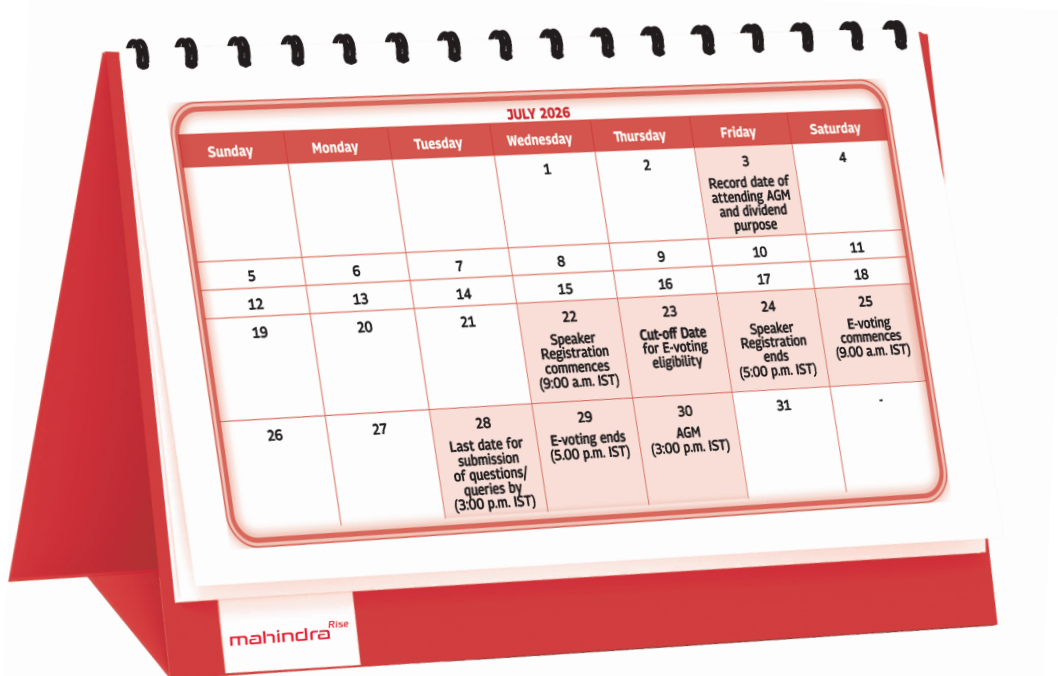 JULY 2026
Sunday Monday Tuesday Wednesday Thursday Friday Saturday
1 2 3 4
Record date of
attending AGM
and dividend
purpose
5 6 7 8 9 10 11
12 13 14 15 16 17 18
19 20 21 22 23 24 25
Speaker
Registration
commences
(9:00 a.m. IST)
Cut-off Date
for E-voting
eligibility
Speaker
Registration
ends
(5:00 p.m. IST)
E-voting
commences
(9.00 a.m. IST)
26 27 28 29 30 31 -
Last date for
submission
of questions/
queries by
(3:00 p.m. IST)
E-voting ends
(5.00 p.m. IST)
AGM
(3:00 p.m. IST)
mahindra Rise